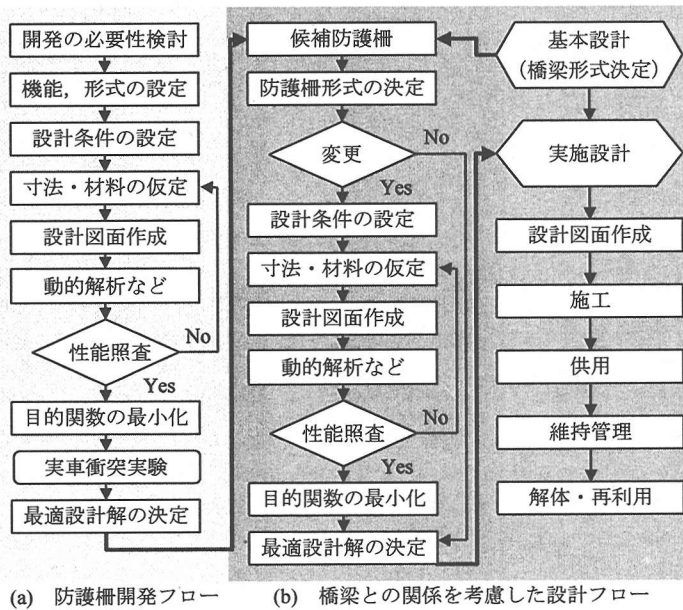 開発の必要性検討
機能，形式の設定
設計条件の設定
寸法・材料の仮定
設計図面作成
動的解析など
性能照査
No
Yes
目的関数の最小化
実車衝突実験
最適設計解の決定
(a) 防護柵開発フロー
候補防護柵
防護柵形式の決定
変更
No
Yes
設計条件の設定
寸法・材料の仮定
設計図面作成
動的解析など
性能照査
No
Yes
目的関数の最小化
最適設計解の決定
基本設計
（橋梁形式決定）
実施設計
設計図面作成
施工
供用
維持管理
解体・再利用
(b) 橋梁との関係を考慮した設計フロー